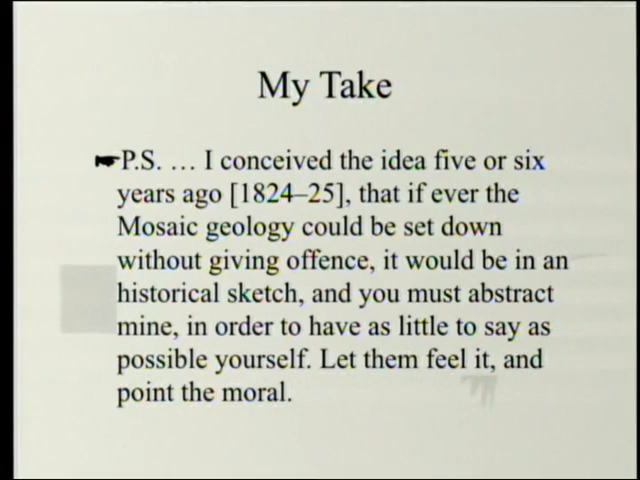 My Take
P.S. … I conceived the idea five or six
years ago [1824–25], that if ever the
Mosaic geology could be set down
without giving offence, it would be in an
historical sketch, and you must abstract
mine, in order to have as little to say as
possible yourself. Let them feel it, and
point the moral.